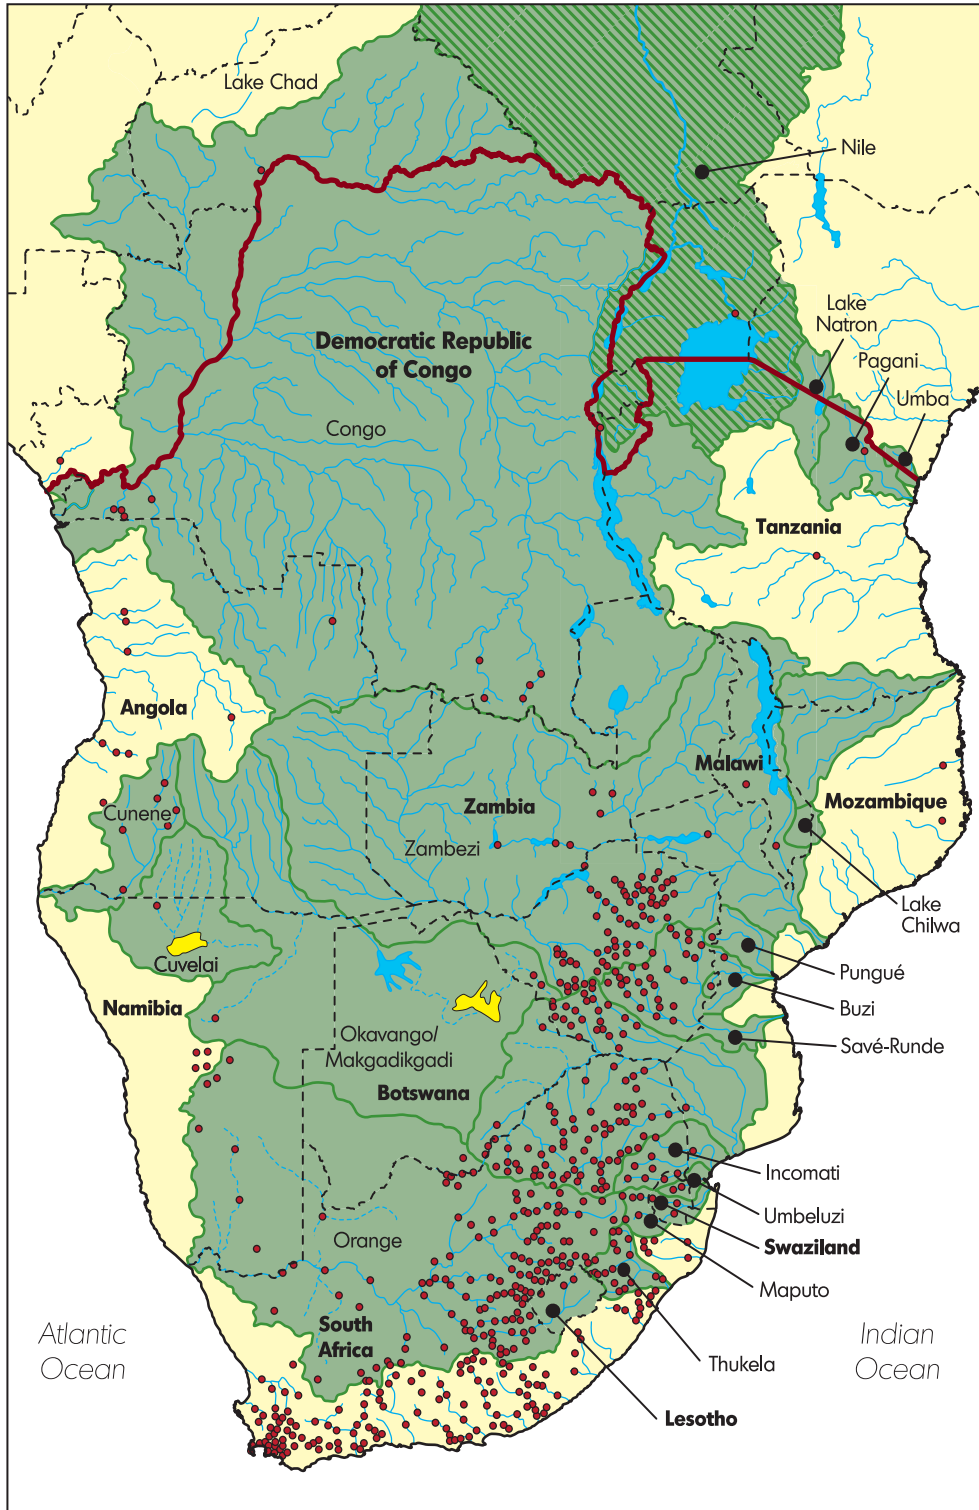 Lake Chad
Nile
Lake
Natron
Pagani
Umba
Democratic Republic
of Congo
Congo
Tanzania
Angola
Malawi
Zambia
Mozambique
Cunene
Zambezi
Lake
Chilwa
Cuvelai
Pungué
Namibia
Buzi
Okavango/
Makgadikgadi
Savé-Runde
Botswana
Incomati
Umbeluzi
Orange
Swaziland
Maputo
South
Africa
Atlantic
Ocean
Indian
Ocean
Thukela
Lesotho